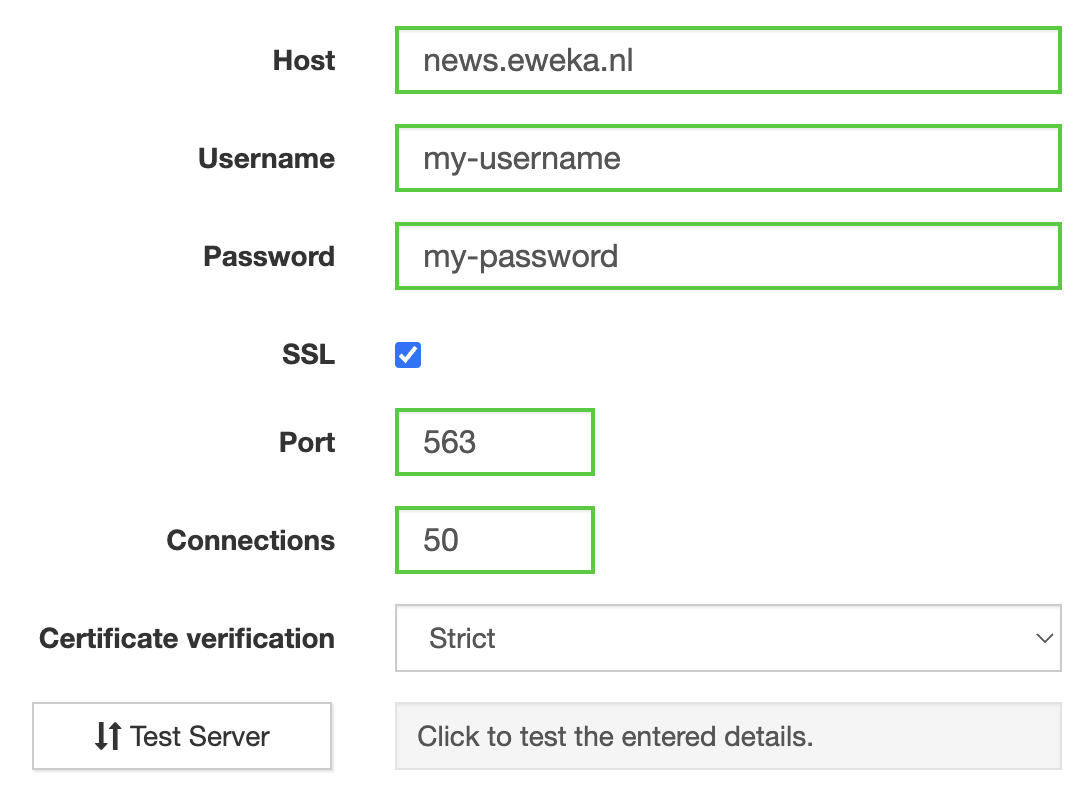 Host news.eweka.nl
Username my-username
Password my-password
SSL
Port 563
Connections 50
Certificate verification Strict
Test Server Click to test the entered details.